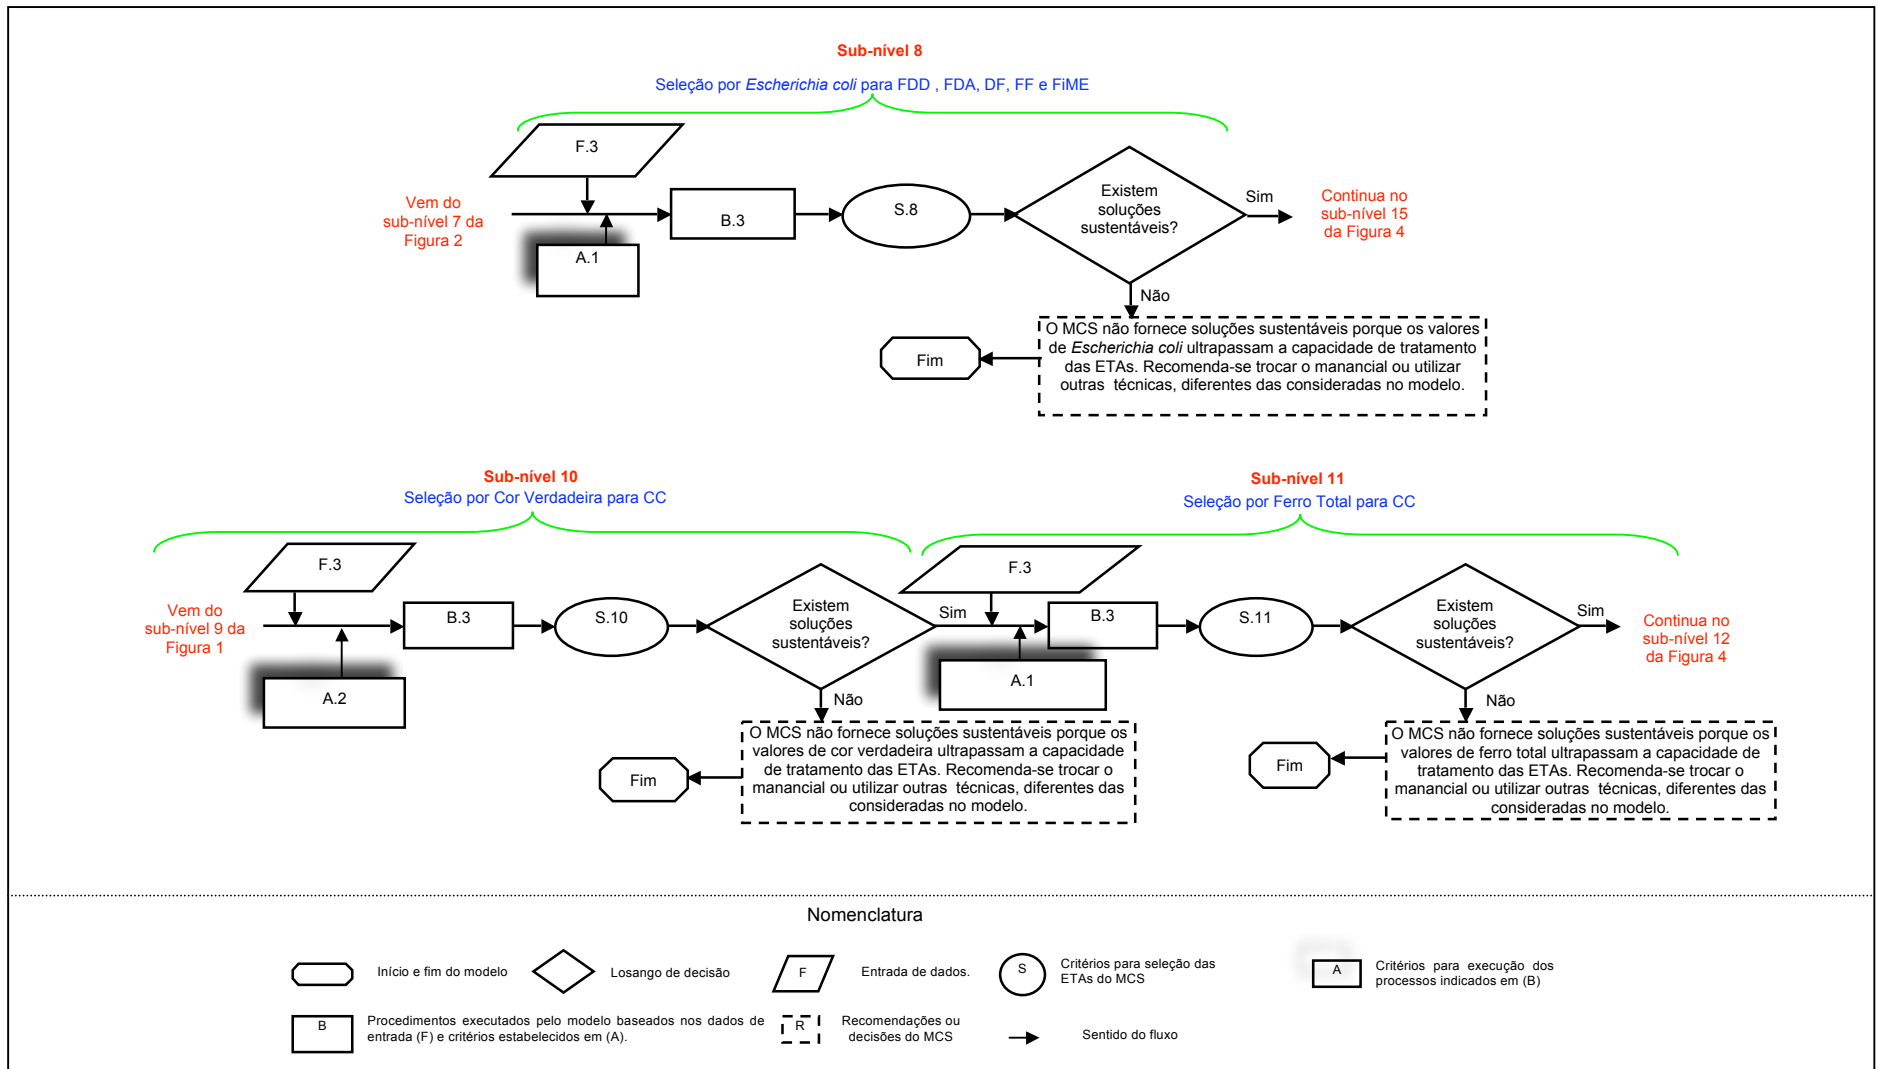 Sub-nível 8
Seleção por Escherichia coli para FDD , FDA, DF, FF e FiME
F.3
Vem do
sub-nível 7 da
Figura 2
A.1
B.3
S.8
Existem
soluções
sustentáveis?
Sim
Continua no
sub-nível 15
da Figura 4
Não
O MCS não fornece soluções sustentáveis porque os valores
de Escherichia coli ultrapassam a capacidade de tratamento
das ETAs. Recomenda-se trocar o manancial ou utilizar
outras técnicas, diferentes das consideradas no modelo.
Fim
Sub-nível 10
Seleção por Cor Verdadeira para CC
F.3
Vem do
sub-nível 9 da
Figura 1
A.2
B.3
S.10
Existem
soluções
sustentáveis?
Sim
Não
O MCS não fornece soluções sustentáveis porque os
valores de cor verdadeira ultrapassam a capacidade
de tratamento das ETAs. Recomenda-se trocar o
manancial ou utilizar outras técnicas, diferentes das
consideradas no modelo.
Fim
Sub-nível 11
Seleção por Ferro Total para CC
F.3
A.1
B.3
S.11
Existem
soluções
sustentáveis?
Sim
Continua no
sub-nível 12
da Figura 4
Não
O MCS não fornece soluções sustentáveis porque os
valores de ferro total ultrapassam a capacidade de
tratamento das ETAs. Recomenda-se trocar o
manancial ou utilizar outras técnicas, diferentes das
consideradas no modelo.
Fim
Nomenclatura
Início e fim do modelo
Losango de decisão
F
Entrada de dados.
S
Critérios para seleção das
ETAs do MCS
A
Critérios para execução dos
processos indicados em (B)
B
Procedimentos executados pelo modelo baseados nos dados de
entrada (F) e critérios estabelecidos em (A).
R
Recomendações ou
decisões do MCS
Sentido do fluxo